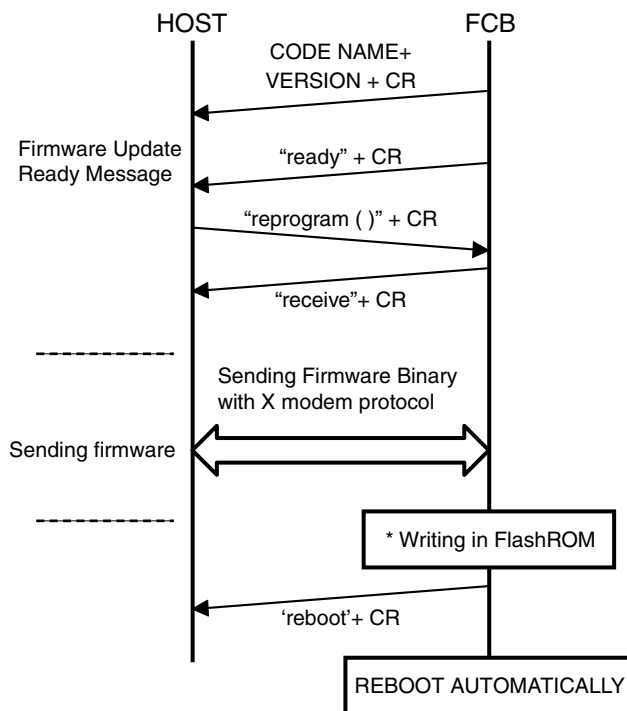 HOST
FCB
CODE NAME+
VERSION + CR
Firmware Update
Ready Message
“ready” + CR
“reprogram ( )” + CR
“receive”+ CR
Sending Firmware Binary
with X modem protocol
Sending firmware
* Writing in FlashROM
‘reboot’+ CR
REBOOT AUTOMATICALLY